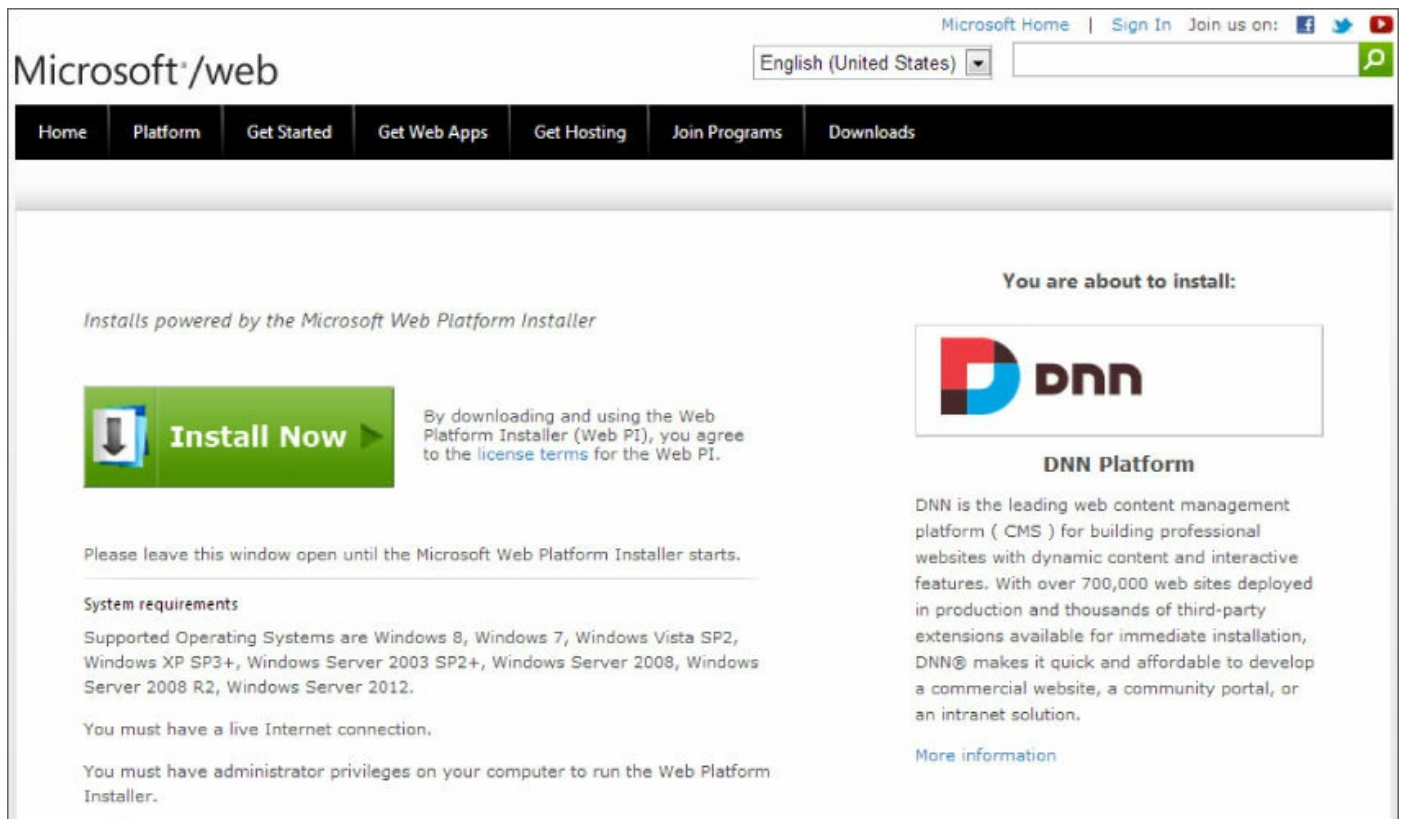 Microsoft Home | Sign In Join us on:
Microsoft®/web
English (United States)
Home Platform Get Started Get Web Apps Get Hosting Join Programs Downloads
Installs powered by the Microsoft Web Platform Installer
Install Now
By downloading and using the Web
Platform Installer (Web PI), you agree
to the license terms for the Web PI.
Please leave this window open until the Microsoft Web Platform Installer starts.
System requirements
Supported Operating Systems are Windows 8, Windows 7, Windows Vista SP2,
Windows XP SP3+, Windows Server 2003 SP2+, Windows Server 2008, Windows
Server 2008 R2, Windows Server 2012.
You must have a live Internet connection.
You must have administrator privileges on your computer to run the Web Platform
Installer.
You are about to install:
DNN
DNN Platform
DNN is the leading web content management
platform ( CMS ) for building professional
websites with dynamic content and interactive
features. With over 700,000 web sites deployed
in production and thousands of third-party
extensions available for immediate installation,
DNN® makes it quick and affordable to develop
a commercial website, a community portal, or
an intranet solution.
More information